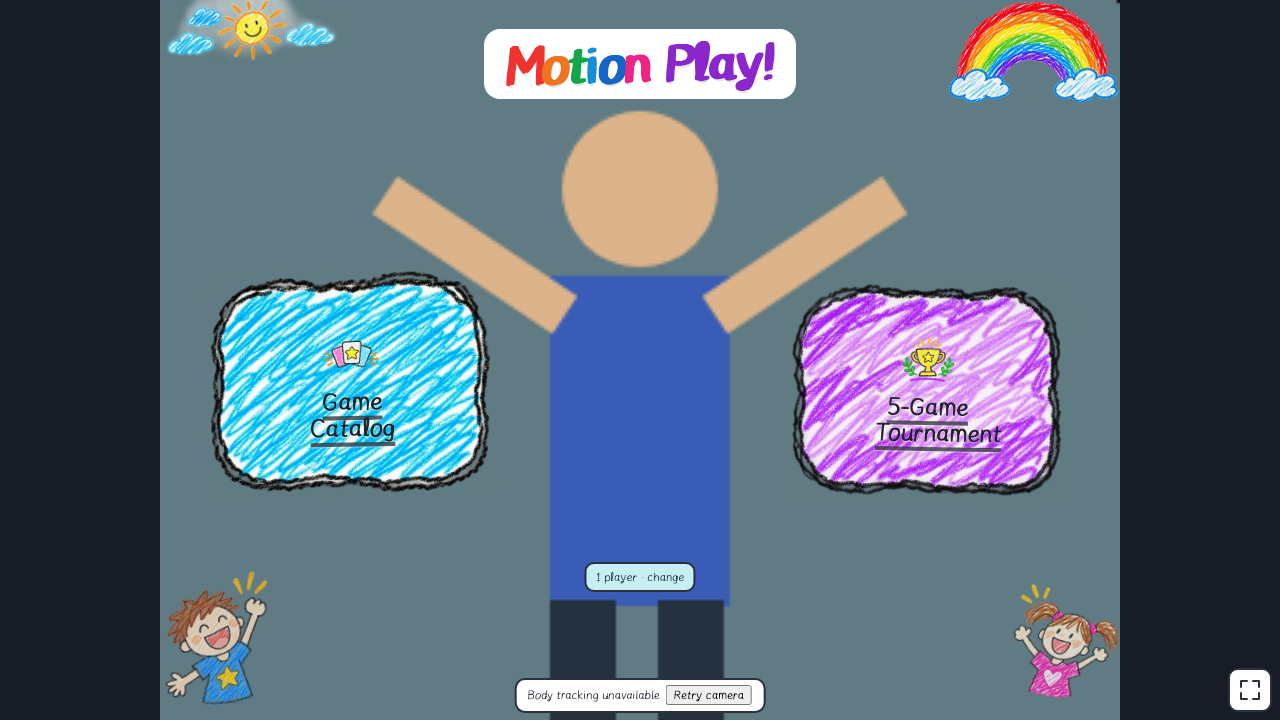 Motion Play!
Game
Catalog
5-Game
Tournament
1 player · change
Body tracking unavailable Retry camera